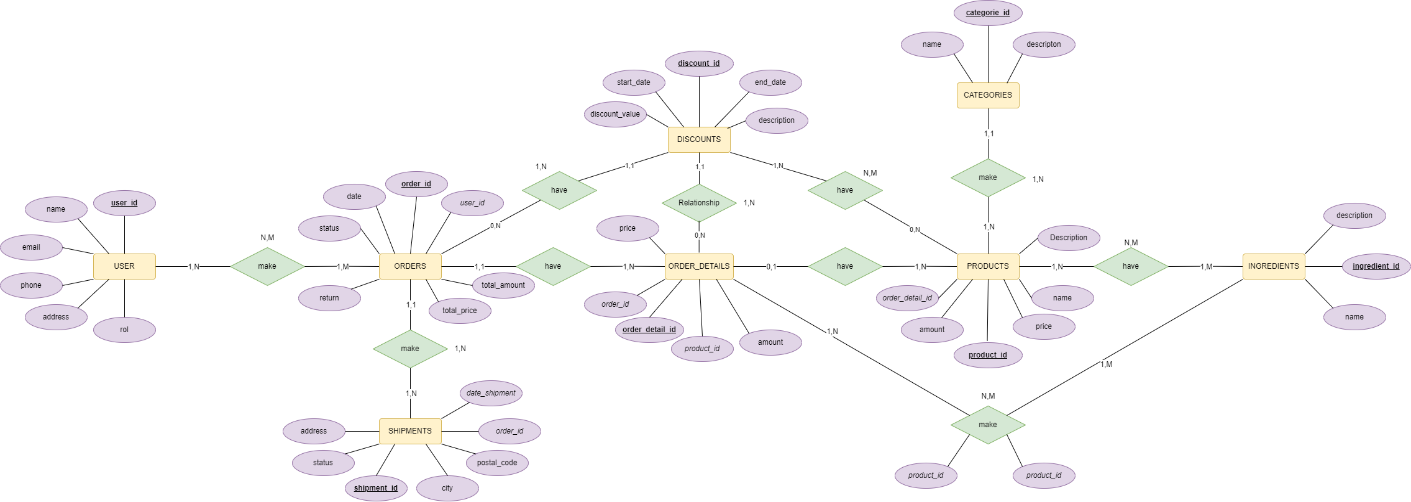 categorie_id
name
descripton
CATEGORIES
1,1
make
1,N
1,N
discount_id
start_date
end_date
discount_value
description
DISCOUNTS
1,N
1,1
have
0,N
1,1
Relationship
1,N
0,N
1,N
N,M
have
0,N
user_id
name
email
phone
address
rol
USER
1,N
N,M
make
1,M
order_id
date
user_id
status
ORDERS
return
total_amount
total_price
1,1
have
1,N
price
ORDER_DETAILS
order_id
order_detail_id
product_id
amount
0,1
have
1,N
Description
PRODUCTS
order_detail_id
name
amount
price
product_id
1,N
N,M
have
1,M
description
INGREDIENTS
ingredient_id
name
1,1
make
1,N
1,N
date_shipment
address
SHIPMENTS
order_id
status
postal_code
shipment_id
city
1,N
1,M
N,M
make
product_id
product_id